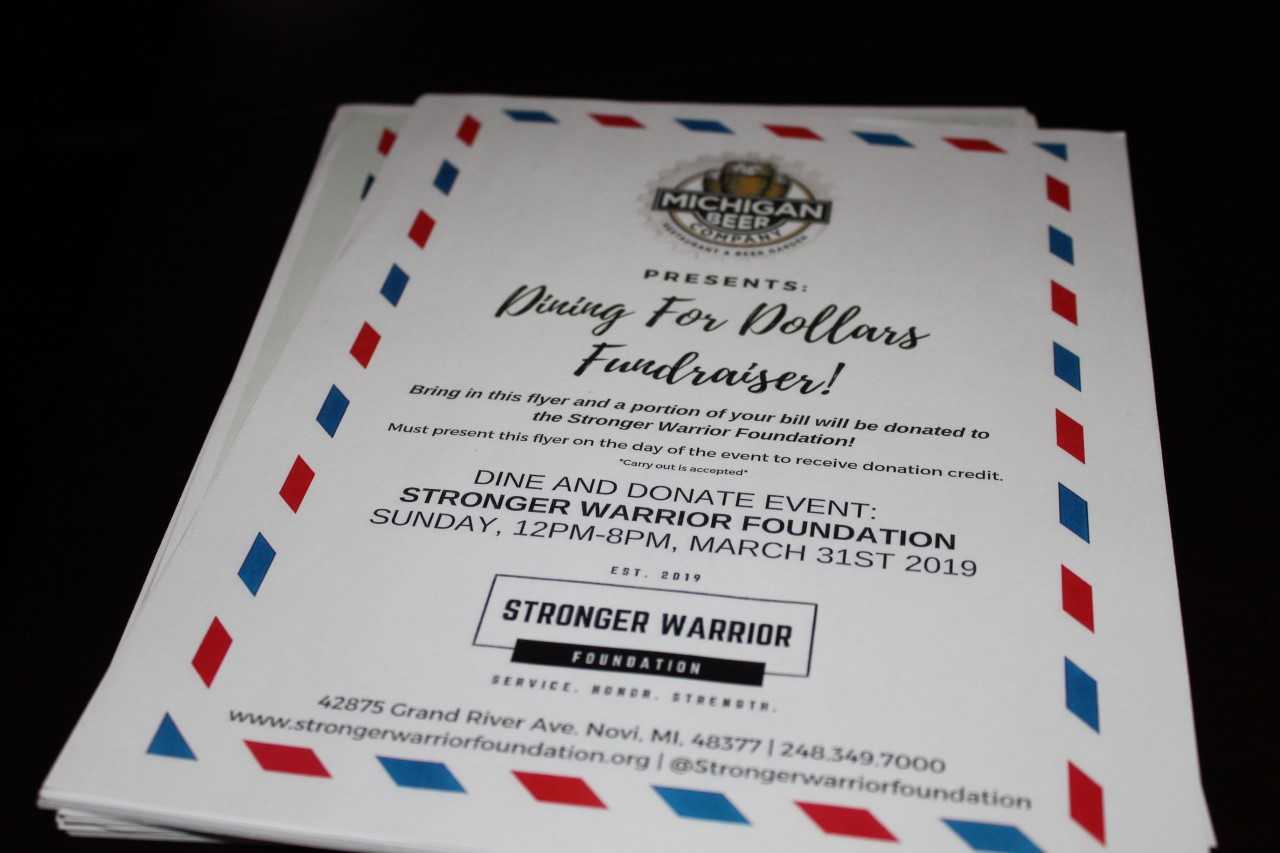 MICHIGAN
BEER
COMPANY
RESTAURANT & BEER GARDEN
PRESENTS:
Dining For Dollars
Fundraiser!
Bring in this flyer and a portion of your bill will be donated to
the Stronger Warrior Foundation!
Must present this flyer on the day of the event to receive donation credit.
*Carry out is accepted*
DINE AND DONATE EVENT:
STRONGER WARRIOR FOUNDATION
SUNDAY, 12PM-8PM, MARCH 31ST 2019
EST. 2019
STRONGER WARRIOR
FOUNDATION
SERVICE. HONOR. STRENGTH.
42875 Grand River Ave. Novi, MI, 48377 | 248.349.7000
www.strongerwarriorfoundation.org | @Strongerwarriorfoundation